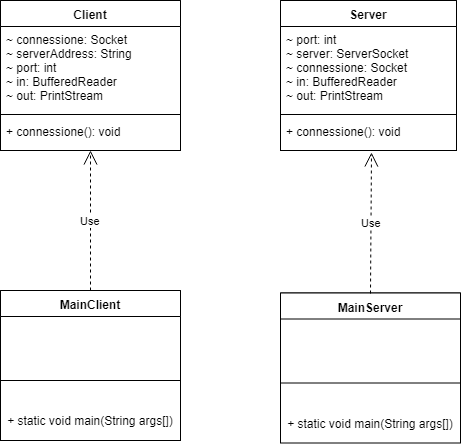 Client
~ connessione: Socket
~ serverAddress: String
~ port: int
~ in: BufferedReader
~ out: PrintStream
+ connessione(): void
Server
~ port: int
~ server: ServerSocket
~ connessione: Socket
~ in: BufferedReader
~ out: PrintStream
+ connessione(): void
Use
Use
MainClient
+ static void main(String args[])
MainServer
+ static void main(String args[])